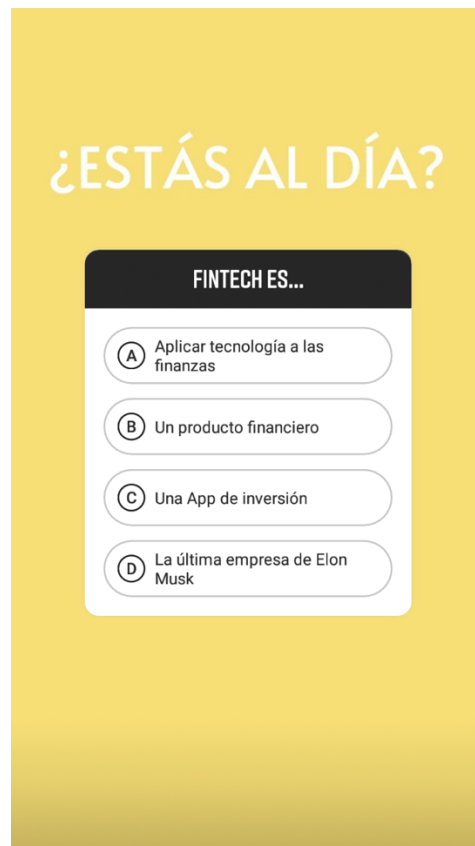 ¿ESTÁS AL DÍA?
FINTECH ES...
A
Aplicar tecnología a las
finanzas
B
Un producto financiero
C
Una App de inversión
D
La última empresa de Elon
Musk